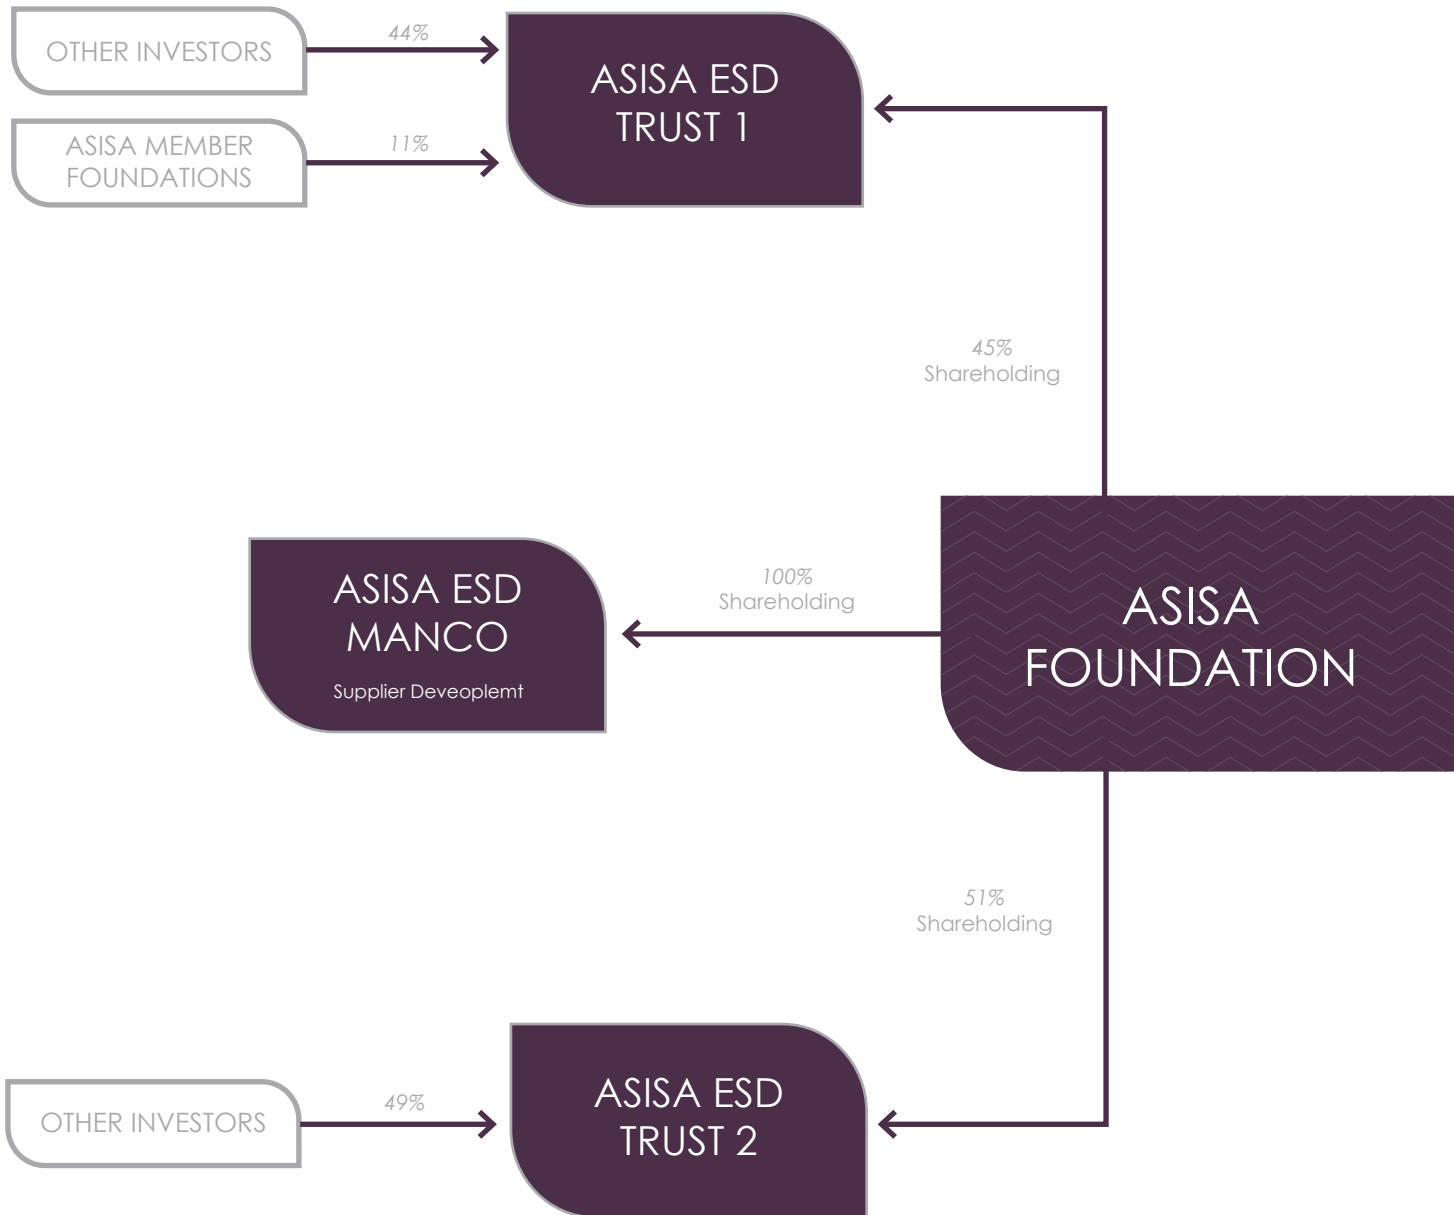 OTHER INVESTORS
44%
ASISA MEMBER
FOUNDATIONS
11%
ASISA ESD
TRUST 1
45%
Shareholding
ASISA ESD
MANCO
Supplier Deveoplemt
100%
Shareholding
ASISA
FOUNDATION
51%
Shareholding
OTHER INVESTORS
49%
ASISA ESD
TRUST 2